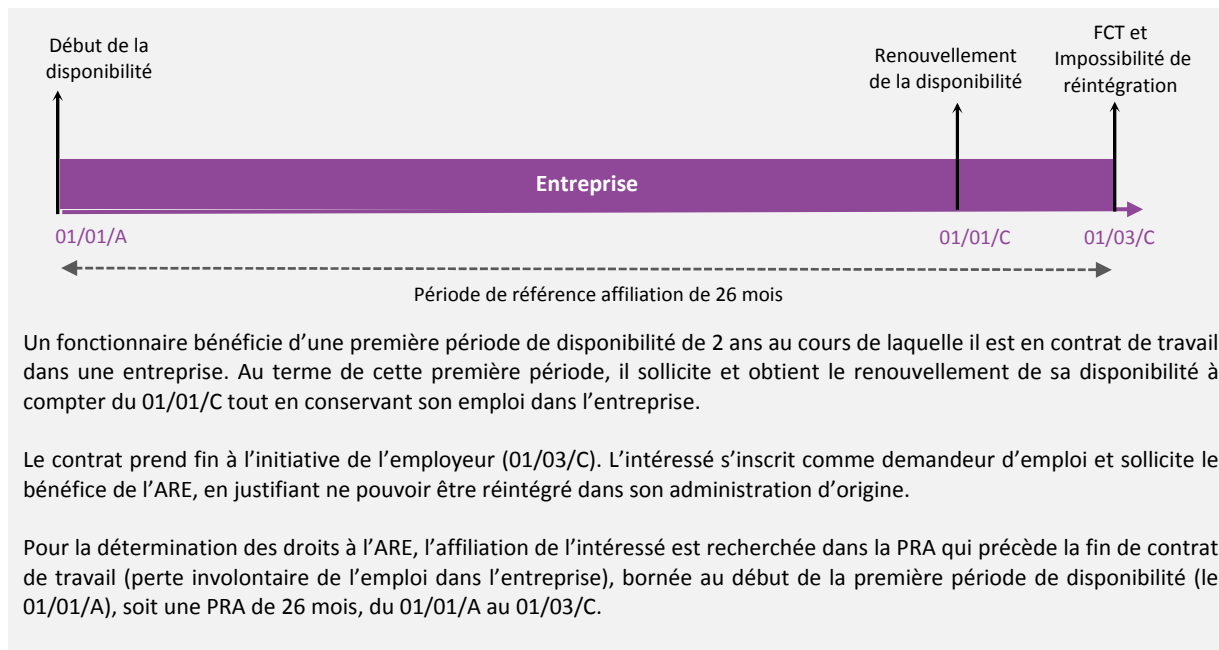 Début de la
disponibilité
Renouvellement
de la disponibilité
FCT et
Impossibilité de
réintégration
Entreprise
01/01/A
01/01/C
01/03/C
Période de référence affiliation de 26 mois
Un fonctionnaire bénéficie d’une première période de disponibilité de 2 ans au cours de laquelle il est en contrat de travail
dans une entreprise. Au terme de cette première période, il sollicite et obtient le renouvellement de sa disponibilité à
compter du 01/01/C tout en conservant son emploi dans l’entreprise.
Le contrat prend fin à l’initiative de l’employeur (01/03/C). L’intéressé s’inscrit comme demandeur d’emploi et sollicite le
bénéfice de l’ARE, en justifiant ne pouvoir être réintégré dans son administration d’origine.
Pour la détermination des droits à l’ARE, l’affiliation de l’intéressé est recherchée dans la PRA qui précède la fin de contrat
de travail (perte involontaire de l’emploi dans l’entreprise), bornée au début de la première période de disponibilité (le
01/01/A), soit une PRA de 26 mois, du 01/01/A au 01/03/C.